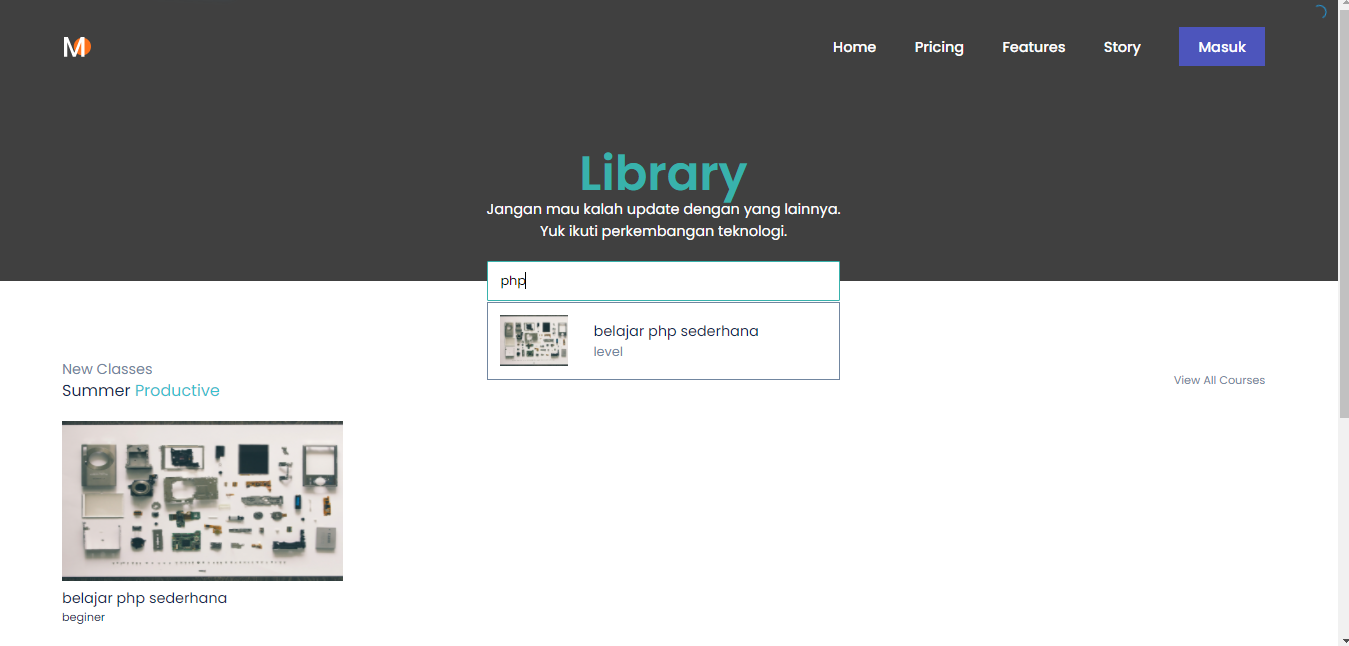 M
Home Pricing Features Story Masuk
Library
Jangan mau kalah update dengan yang lainnya.
Yuk ikuti perkembangan teknologi.
php
belajar php sederhana
level
New Classes
Summer Productive
View All Courses
belajar php sederhana
beginer